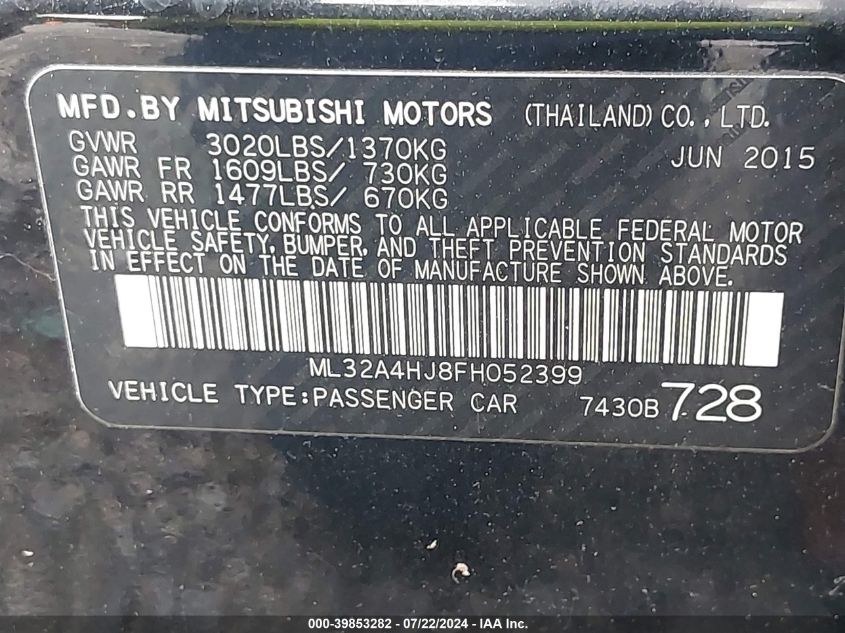 MFD.BY MITSUBISHI MOTORS (THAILAND) CO.,LTD.
GVWR 3020LBS/1370KG JUN 2015
GAWR FR 1609LBS/ 730KG
GAWR RR 1477LBS/ 670KG
THIS VEHICLE CONFORMS TO ALL APPLICABLE FEDERAL MOTOR
VEHICLE SAFETY, BUMPER, AND THEFT PREVENTION STANDARDS
IN EFFECT ON THE DATE OF MANUFACTURE SHOWN ABOVE.
ML32A4HJ8FH052399
VEHICLE TYPE:PASSENGER CAR 7430B 728
000-39853282 - 07/22/2024 - IAA Inc.